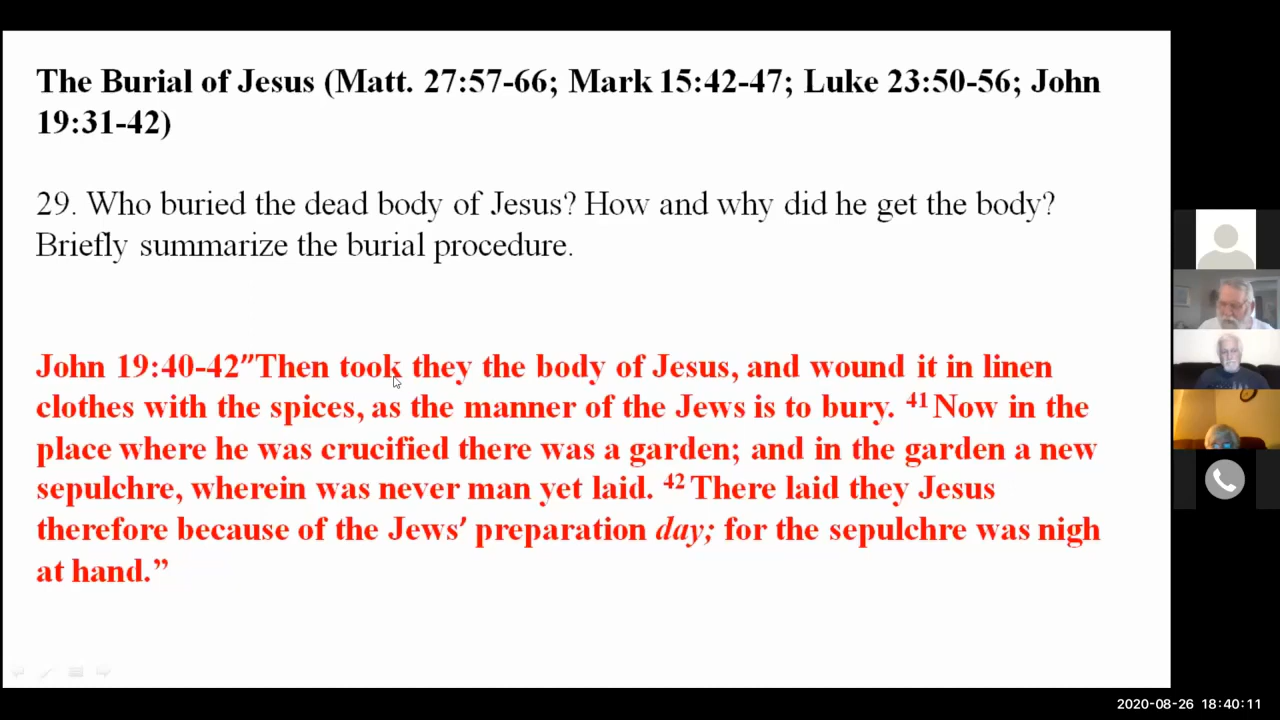 The Burial of Jesus (Matt. 27:57-66; Mark 15:42-47; Luke 23:50-56; John
19:31-42)
29. Who buried the dead body of Jesus? How and why did he get the body?
Briefly summarize the burial procedure.
John 19:40-42″Then took they the body of Jesus, and wound it in linen
clothes with the spices, as the manner of the Jews is to bury. ⁴¹ Now in the
place where he was crucified there was a garden; and in the garden a new
sepulchre, wherein was never man yet laid. ⁴² There laid they Jesus
therefore because of the Jews′ preparation day; for the sepulchre was nigh
at hand.”
2020-08-26 18:40:11